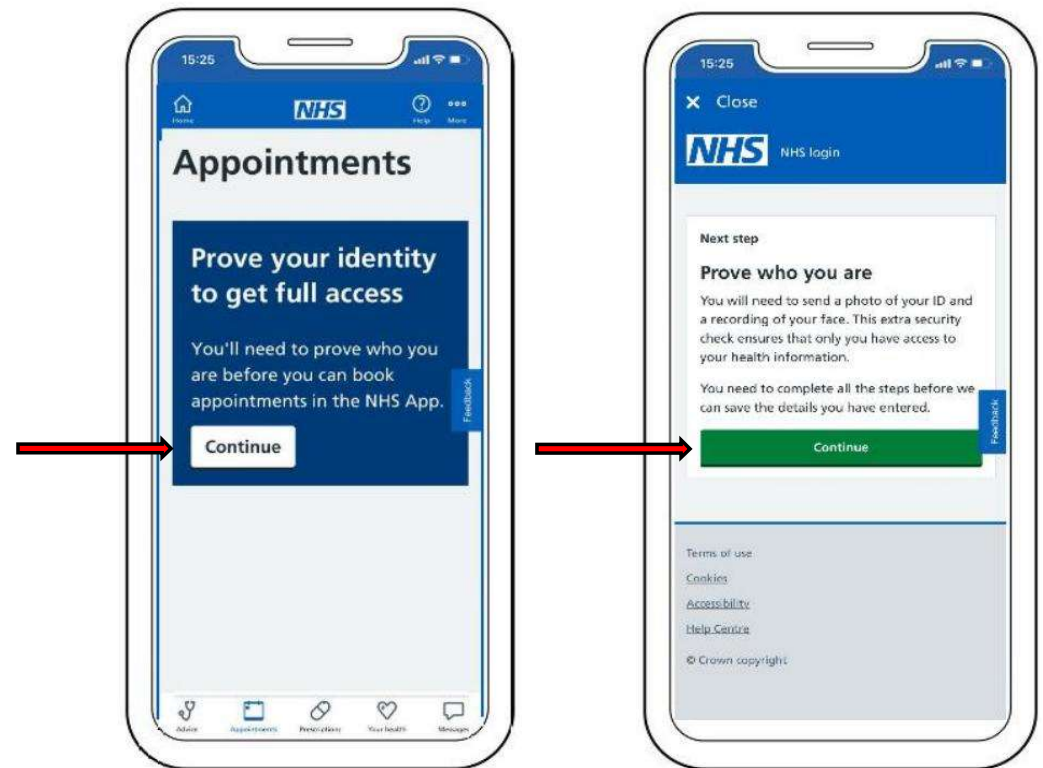 15:25
Home
NHS
Help
More
Appointments
Prove your identity
to get full access
You'll need to prove who you
are before you can book
appointments in the NHS App.
Continue
Feedback
Advice
Appointments
Prescriptions
Your health
Messages
15:25
Close
NHS
NHS login
Next step
Prove who you are
You will need to send a photo of your ID and
a recording of your face. This extra security
check ensures that only you have access to
your health information.
You need to complete all the steps before we
can save the details you have entered.
Continue
Feedback
Terms of use
Cookies
Accessibility
Help Centre
© Crown copyright